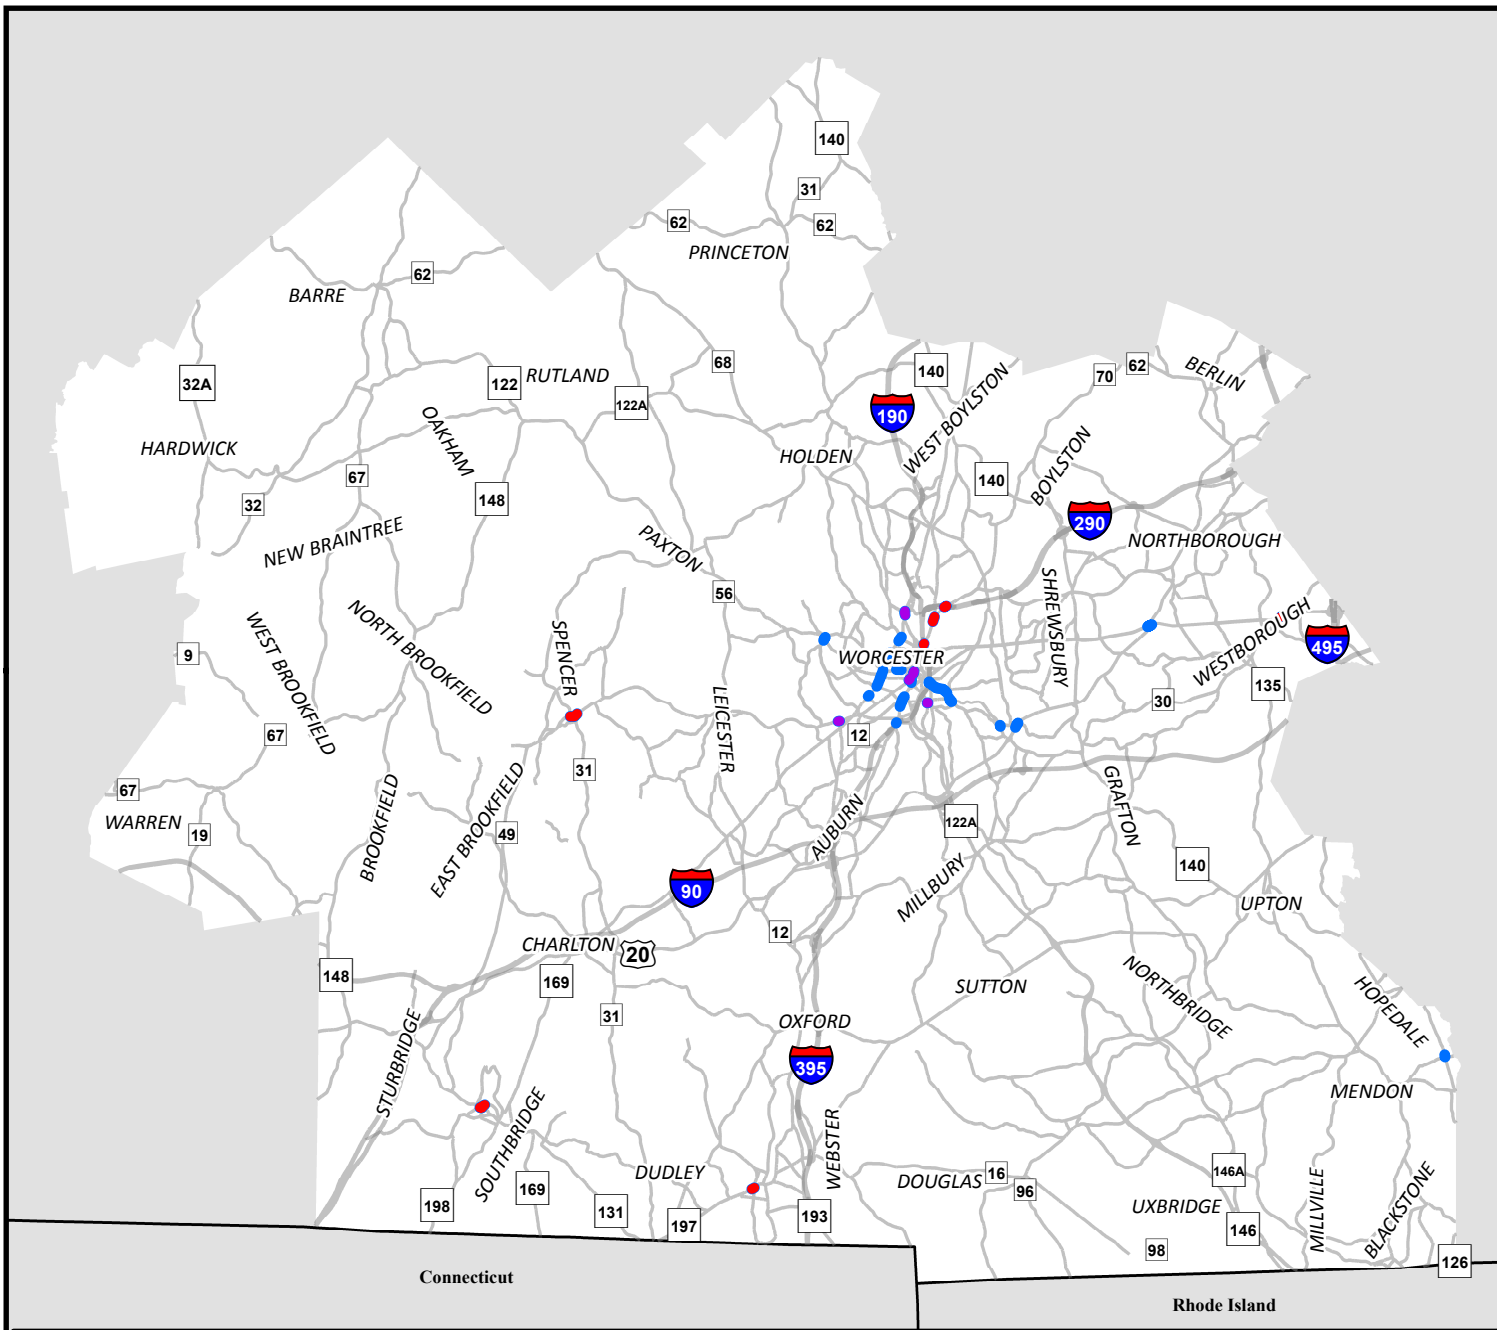 140
31
62
62
PRINCETON
62
BARRE
68
140
70
62
BERLIN
32A
122
RUTLAND
122A
190
WEST BOYLSTON
OAKHAM
HARDWICK
HOLDEN
BOYLSTON
67
140
32
148
290
NEW BRAINTREE
PAXTON
NORTHBOROUGH
56
SHREWSBURY
WEST BROOKFIELD
NORTH BROOKFIELD
SPENCER
9
WORCESTER
WESTBOROUGH
495
135
LEICESTER
30
67
12
31
67
GRAFTON
WARREN
19
BROOKFIELD
EAST BROOKFIELD
49
AUBURN
122A
140
90
MILLBURY
UPTON
12
CHARLTON
20
148
169
SUTTON
NORTHBRIDGE
HOPEDALE
31
OXFORD
STURBRIDGE
395
MENDON
SOUTHBRIDGE
WEBSTER
DUDLEY
DOUGLAS
16
146A
96
169
198
131
197
193
UXBRIDGE
146
MILLVILLE
BLACKSTONE
98
126
Connecticut
Rhode Island